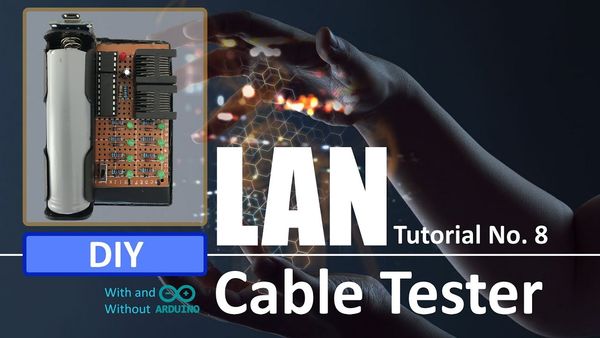 LAN
Tutorial No. 8
DIY
Cable Tester
With and
Without ARDUINO